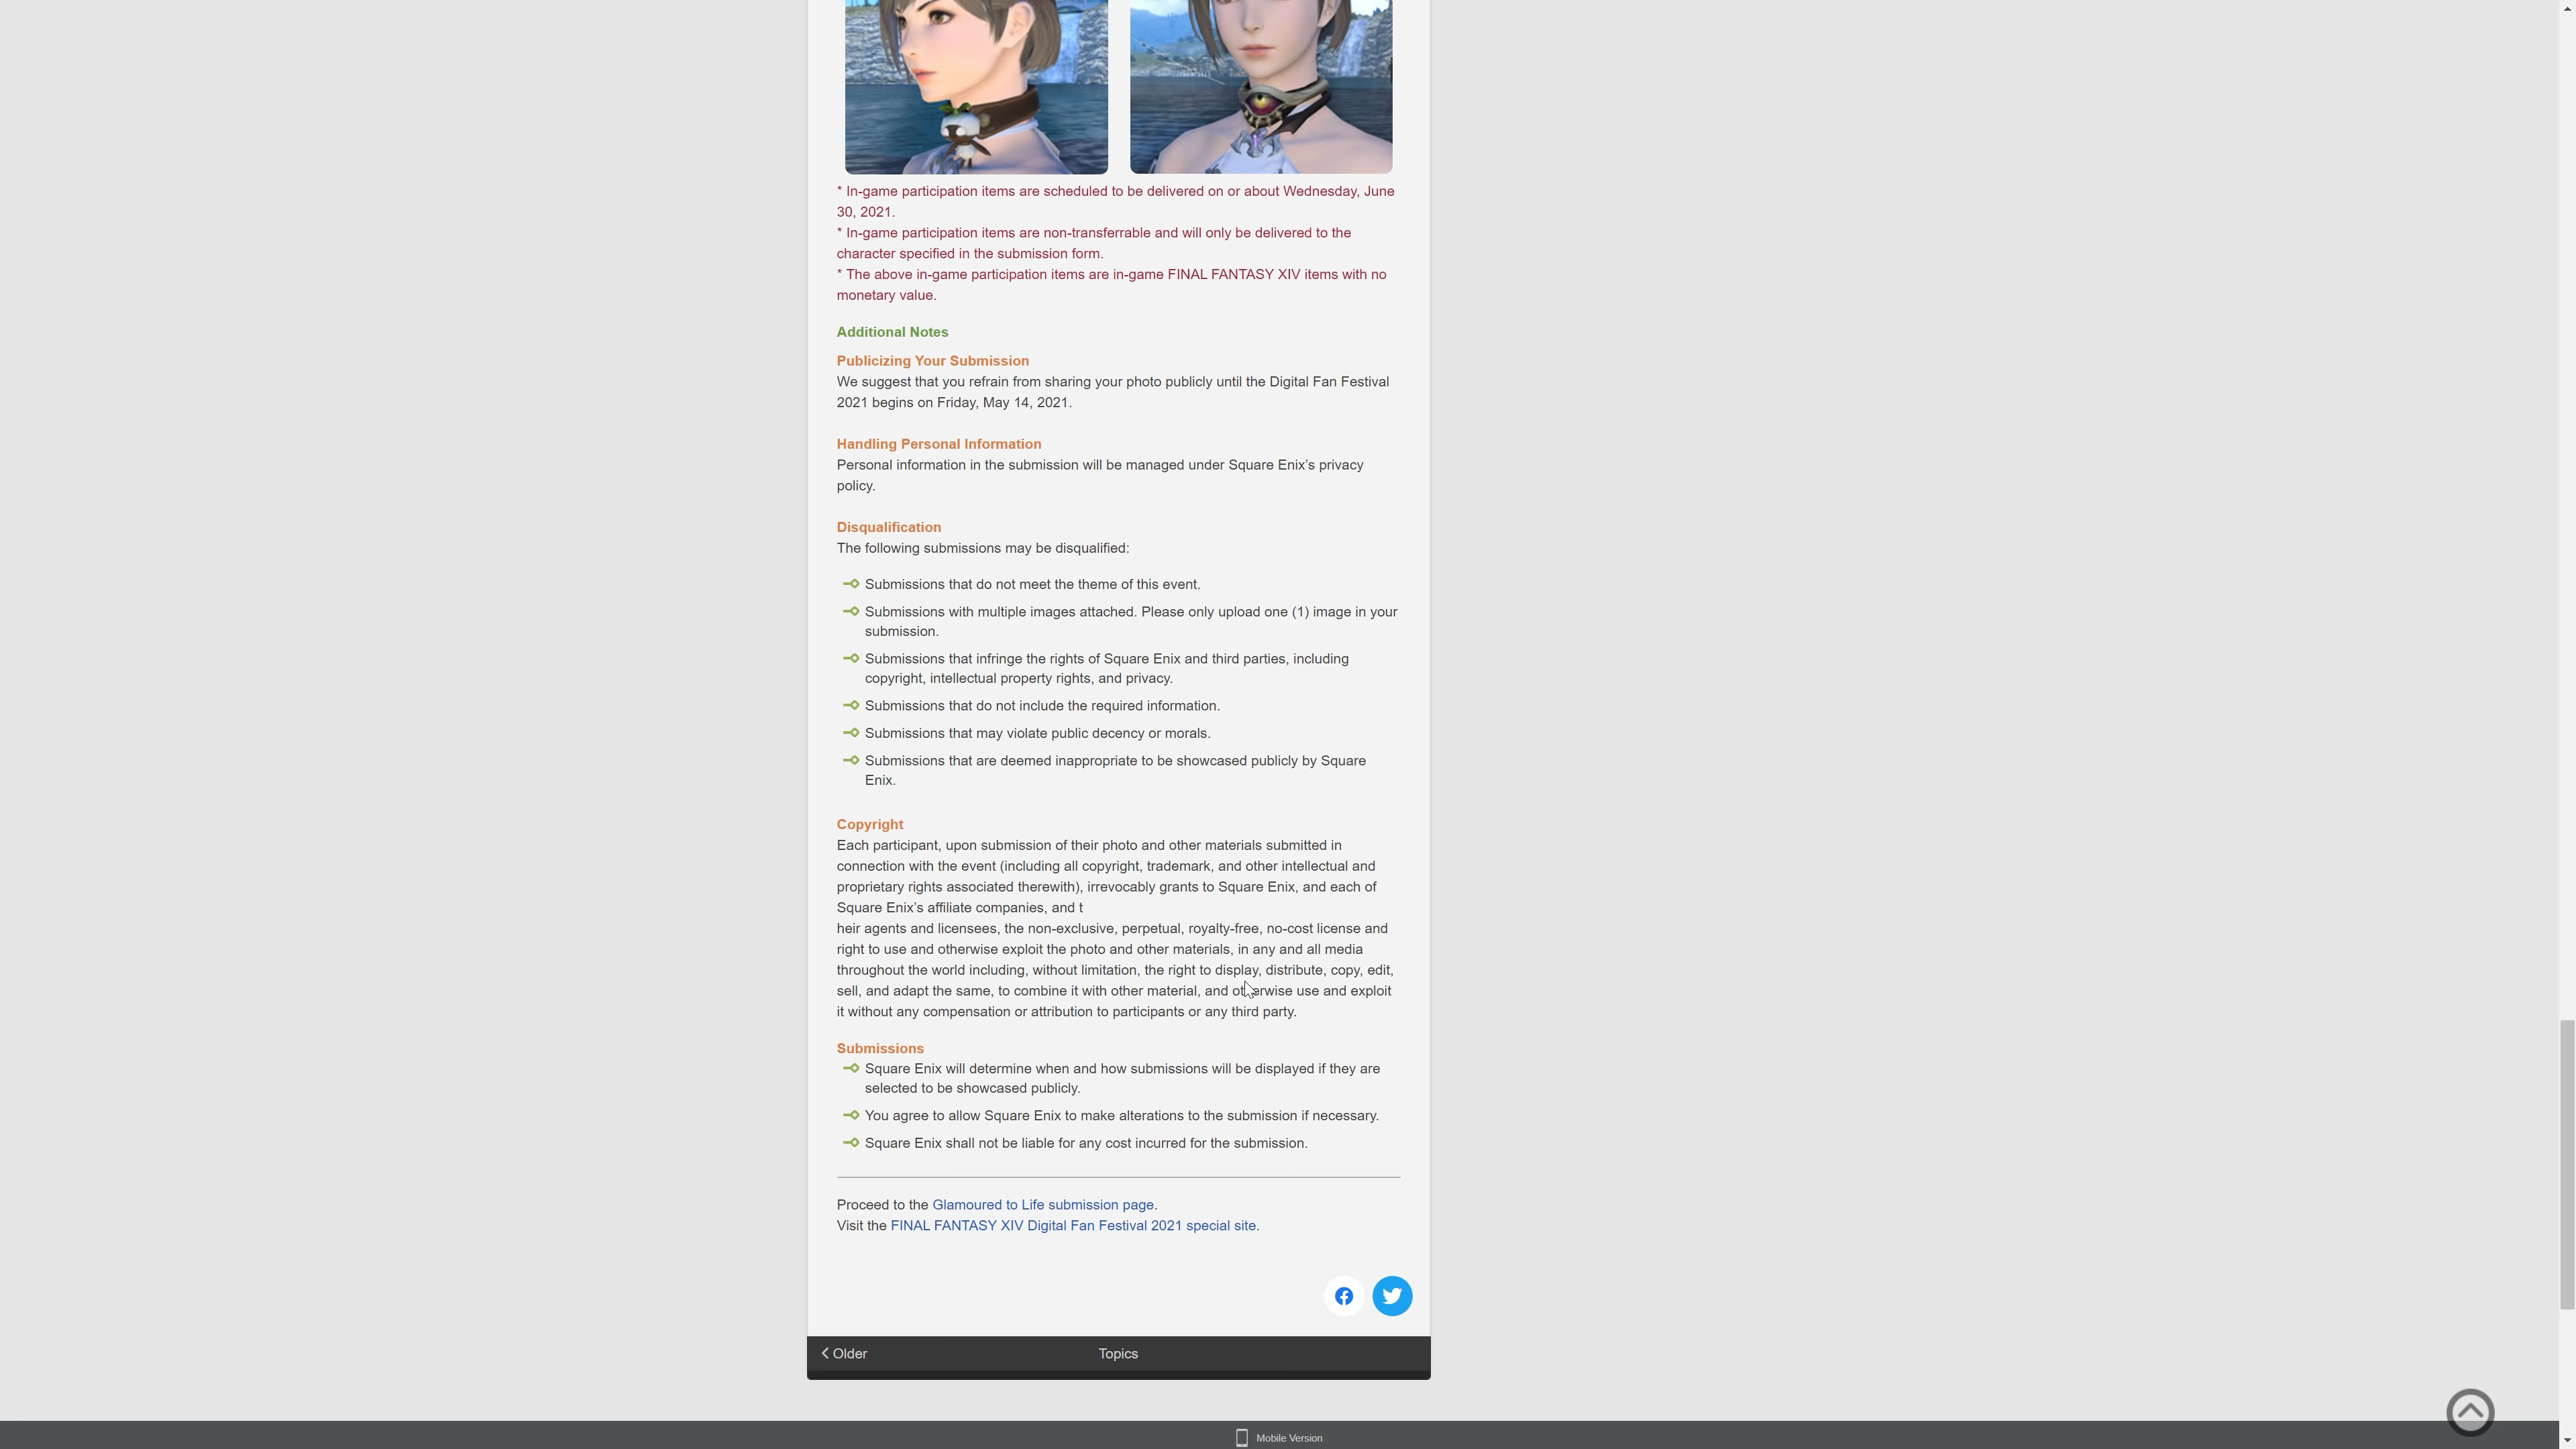 * In-game participation items are scheduled to be delivered on or about Wednesday, June
30, 2021.
* In-game participation items are non-transferrable and will only be delivered to the
character specified in the submission form.
* The above in-game participation items are in-game FINAL FANTASY XIV items with no
monetary value.
Additional Notes
Publicizing Your Submission
We suggest that you refrain from sharing your photo publicly until the Digital Fan Festival
2021 begins on Friday, May 14, 2021.
Handling Personal Information
Personal information in the submission will be managed under Square Enix’s privacy
policy.
Disqualification
The following submissions may be disqualified:
Submissions that do not meet the theme of this event.
Submissions with multiple images attached. Please only upload one (1) image in your
submission.
Submissions that infringe the rights of Square Enix and third parties, including
copyright, intellectual property rights, and privacy.
Submissions that do not include the required information.
Submissions that may violate public decency or morals.
Submissions that are deemed inappropriate to be showcased publicly by Square
Enix.
Copyright
Each participant, upon submission of their photo and other materials submitted in
connection with the event (including all copyright, trademark, and other intellectual and
proprietary rights associated therewith), irrevocably grants to Square Enix, and each of
Square Enix’s affiliate companies, and t
heir agents and licensees, the non-exclusive, perpetual, royalty-free, no-cost license and
right to use and otherwise exploit the photo and other materials, in any and all media
throughout the world including, without limitation, the right to display, distribute, copy, edit,
sell, and adapt the same, to combine it with other material, and otherwise use and exploit
it without any compensation or attribution to participants or any third party.
Submissions
Square Enix will determine when and how submissions will be displayed if they are
selected to be showcased publicly.
You agree to allow Square Enix to make alterations to the submission if necessary.
Square Enix shall not be liable for any cost incurred for the submission.
Proceed to the Glamoured to Life submission page.
Visit the FINAL FANTASY XIV Digital Fan Festival 2021 special site.
Older Topics
Mobile Version